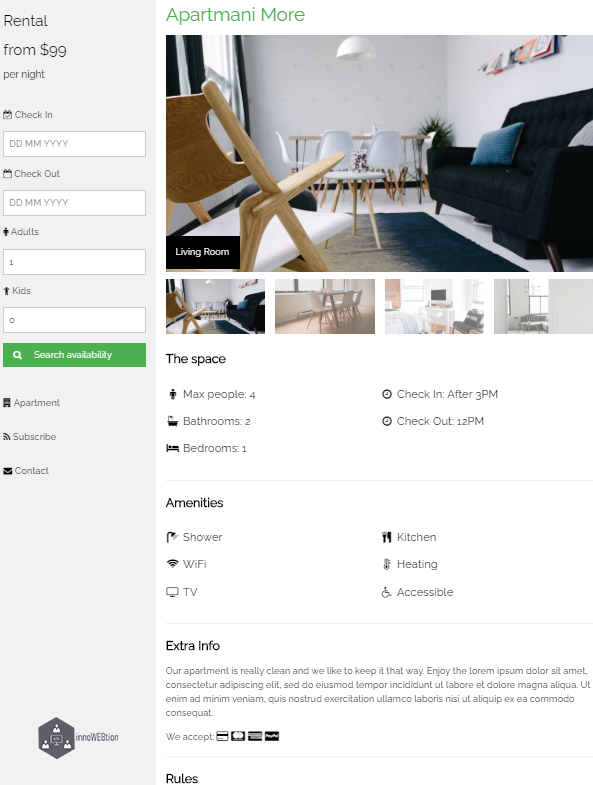 Rental
from $99
per night
Check In
DD MM YYYY
Check Out
DD MM YYYY
Adults
1
Kids
0
Search availability
Apartment
Subscribe
Contact
innoWEBtion
Apartmani More
Living Room
The space
Max people: 4
Check In: After 3PM
Bathrooms: 2
Check Out: 12PM
Bedrooms: 1
Amenities
Shower
Kitchen
WiFi
Heating
TV
Accessible
Extra Info
Our apartment is really clean and we like to keep it that way. Enjoy the lorem ipsum dolor sit amet,
consectetur adipiscing elit, sed do eiusmod tempor incididunt ut labore et dolore magna aliqua. Ut
enim ad minim veniam, quis nostrud exercitation ullamco laboris nisi ut aliquip ex ea commodo
consequat.
We accept:
Rules